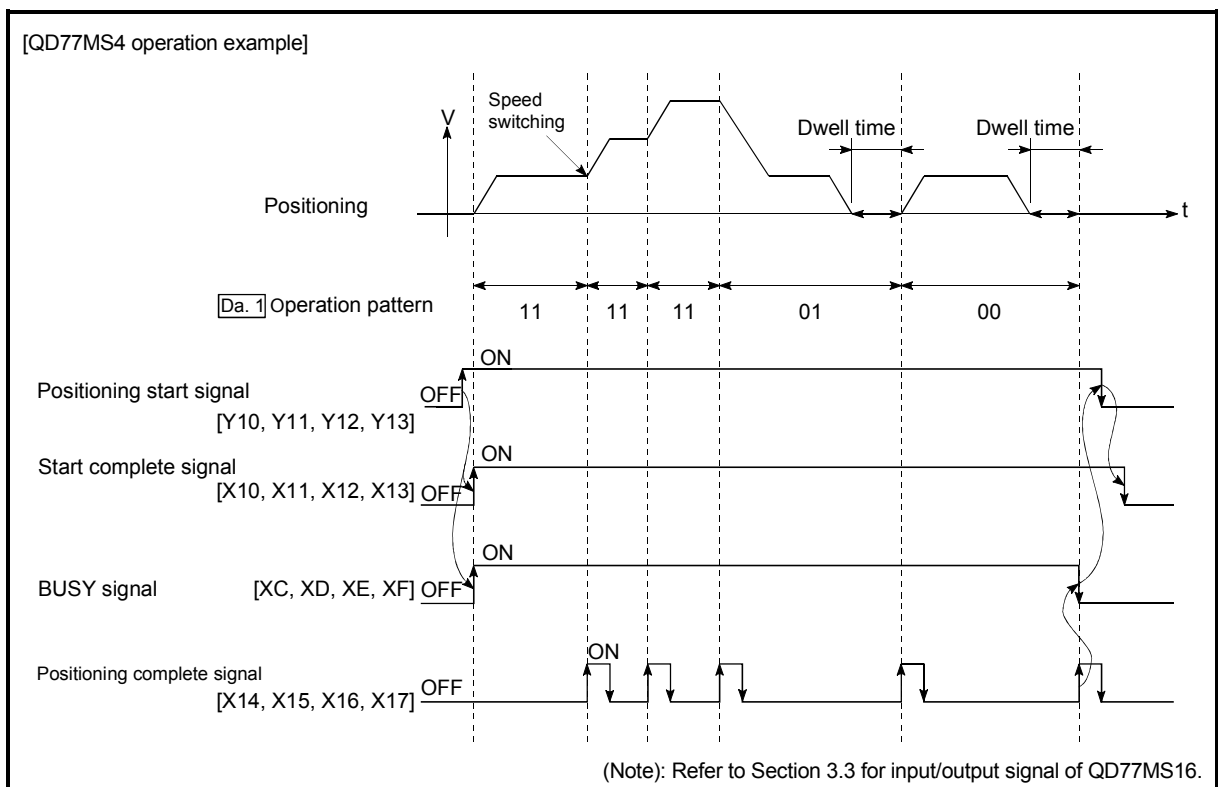 [QD77MS4 operation example]
V
Speed
switching
Dwell time
Dwell time
Positioning
t
Da. 1 Operation pattern
11
11
11
01
00
ON
Positioning start signal
OFF
[Y10, Y11, Y12, Y13]
ON
Start complete signal
[X10, X11, X12, X13]
OFF
ON
BUSY signal
[XC, XD, XE, XF]
OFF
ON
Positioning complete signal
OFF
[X14, X15, X16, X17]
(Note): Refer to Section 3.3 for input/output signal of QD77MS16.